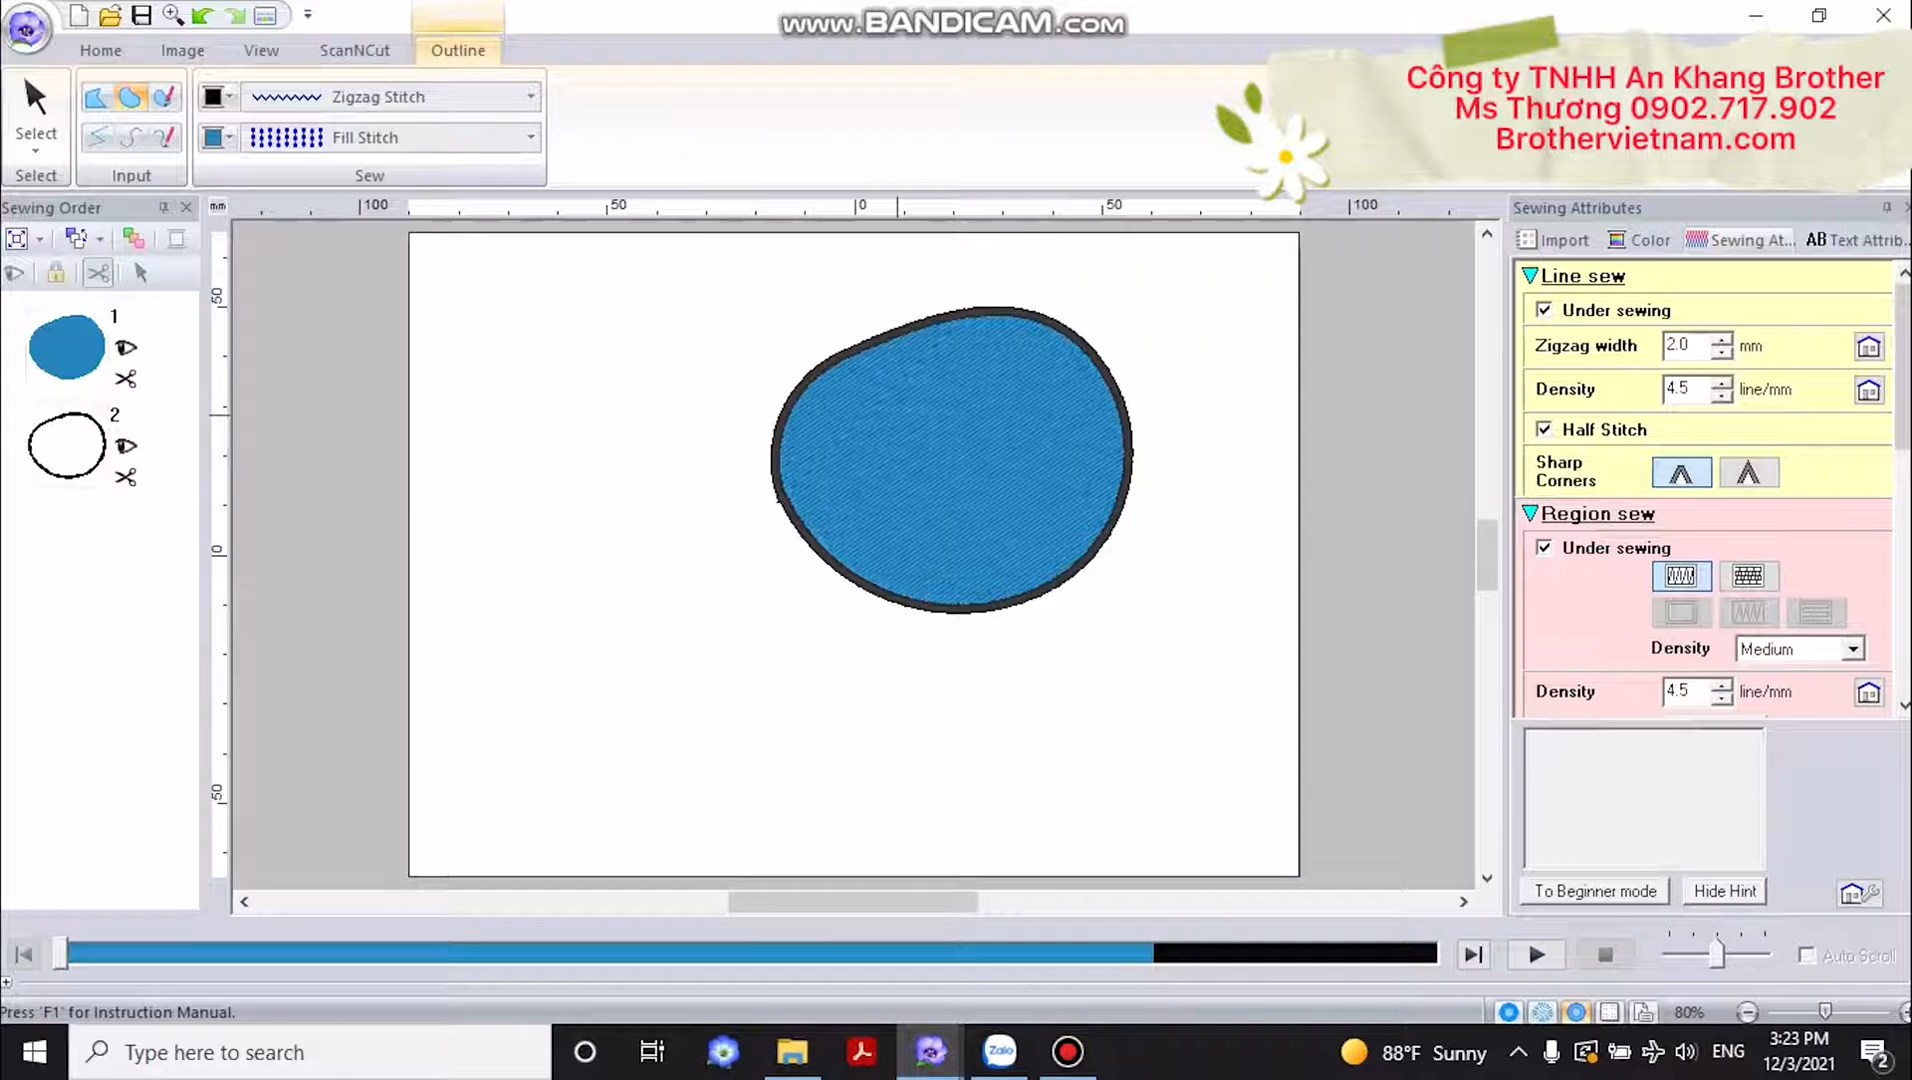 www.BANDICAM.com
Home Image View ScanNCut Outline
Công ty TNHH An Khang Brother
Ms Thương 0902.717.902
Brothervietnam.com
Select
Zigzag Stitch
Fill Stitch
Select Input Sew
Sewing Order
mm 100 50 0 50 100
50
0
50
1
2
Sewing Attributes
Import Color Sewing At... AB Text Attrib..
Line sew
Under sewing
Zigzag width 2.0 mm
Density 4.5 line/mm
Half Stitch
Sharp Corners
Region sew
Under sewing
Density Medium
Density 4.5 line/mm
To Beginner mode Hide Hint
Auto Scroll
Press 'F1' for Instruction Manual.
80%
Type here to search
Zalo
88°F Sunny
ENG
3:23 PM
12/3/2021
2